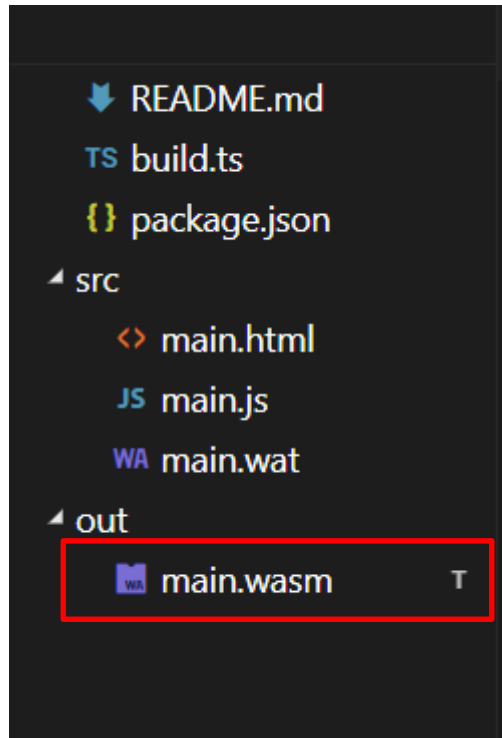 README.md
TS build.ts
{} package.json
src
<> main.html
JS main.js
WA main.wat
out
WA main.wasm T